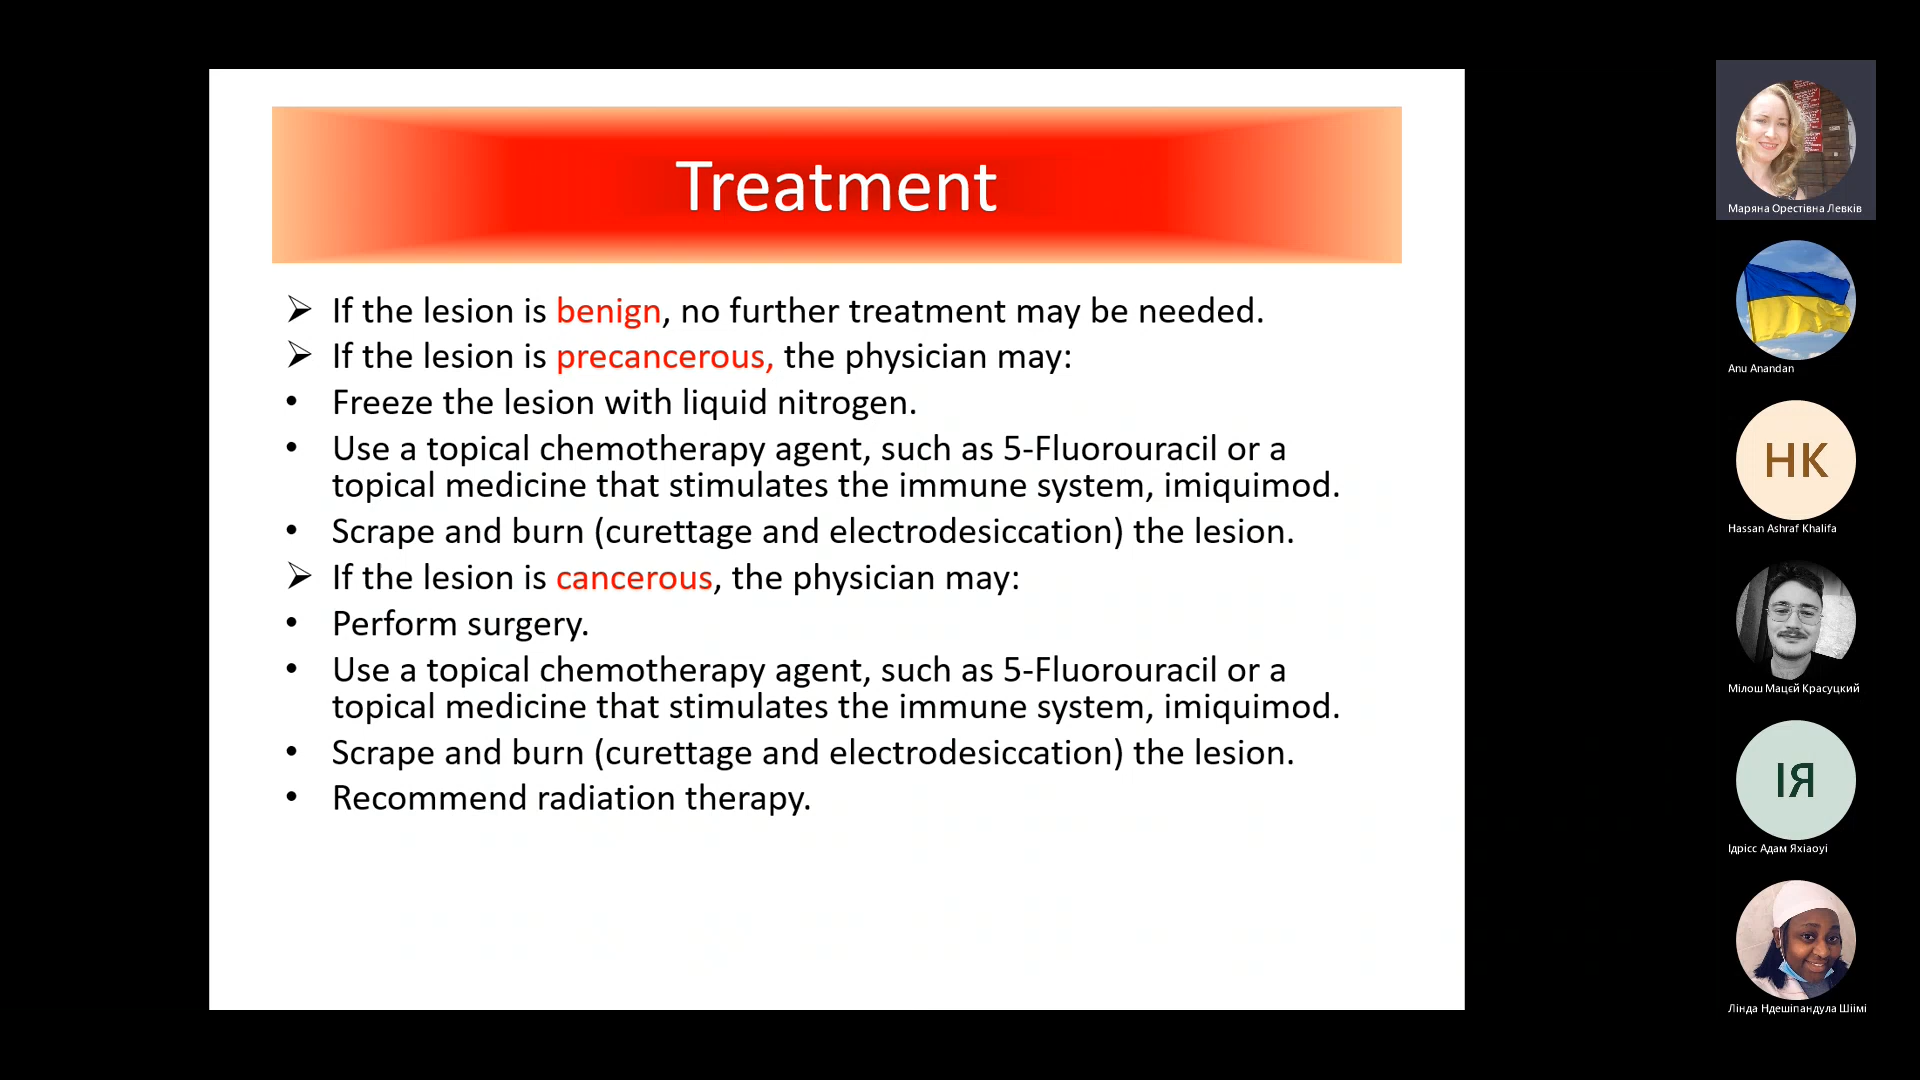 Treatment
➢ If the lesion is benign, no further treatment may be needed.
➢ If the lesion is precancerous, the physician may:
• Freeze the lesion with liquid nitrogen.
• Use a topical chemotherapy agent, such as 5-Fluorouracil or a
topical medicine that stimulates the immune system, imiquimod.
• Scrape and burn (curettage and electrodesiccation) the lesion.
➢ If the lesion is cancerous, the physician may:
• Perform surgery.
• Use a topical chemotherapy agent, such as 5-Fluorouracil or a
topical medicine that stimulates the immune system, imiquimod.
• Scrape and burn (curettage and electrodesiccation) the lesion.
• Recommend radiation therapy.
Маряна Орестівна Левків
Anu Anandan
НК
Hassan Ashraf Khalifa
Мілош Мацєй Красуцкий
ІЯ
Ідрісс Адам Яхіаоуі
Лінда Ндешіпандула Шіімі